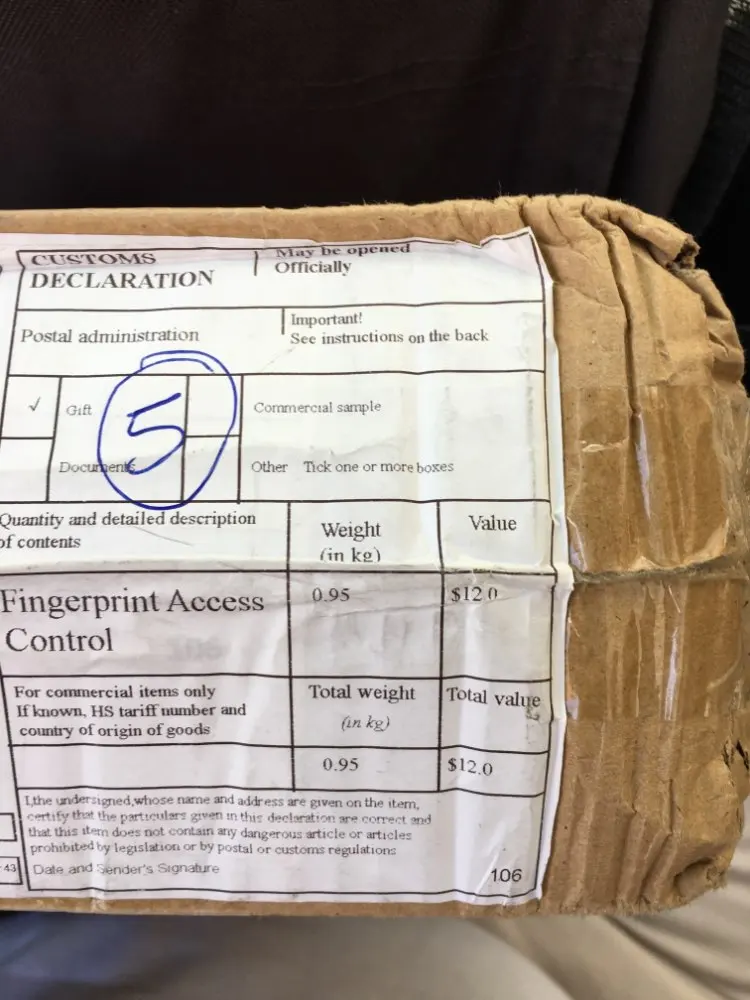 CUSTOMS
DECLARATION
May be opened
Officially
Postal administration
Important!
See instructions on the back
✓ Gift
Commercial sample
5
Documents
Other Tick one or more boxes
Quantity and detailed description
of contents
Weight
(in kg)
Value
Fingerprint Access
Control
0.95
$12.0
For commercial items only
If known, HS tariff number and
country of origin of goods
Total weight
(in kg)
Total value
0.95
$12.0
I,the undersigned,whose name and address are given on the item,
certify that the particulars given in this declaration are correct and
that this item does not contain any dangerous article or articles
prohibited by legislation or by postal or customs regulations
Date and Sender's Signature
43
106